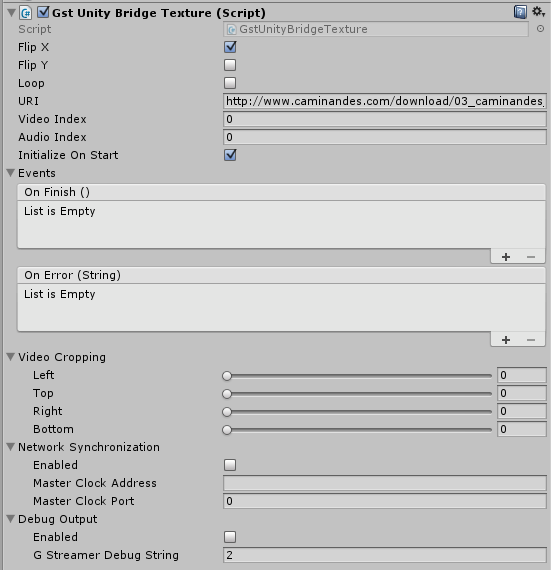 Gst Unity Bridge Texture (Script)
Script GstUnityBridgeTexture
Flip X
Flip Y
Loop
URI http://www.caminandes.com/download/03_caminandes_
Video Index 0
Audio Index 0
Initialize On Start
Events
On Finish ()
List is Empty
+ −
On Error (String)
List is Empty
+ −
Video Cropping
Left 0
Top 0
Right 0
Bottom 0
Network Synchronization
Enabled
Master Clock Address
Master Clock Port 0
Debug Output
Enabled
G Streamer Debug String 2